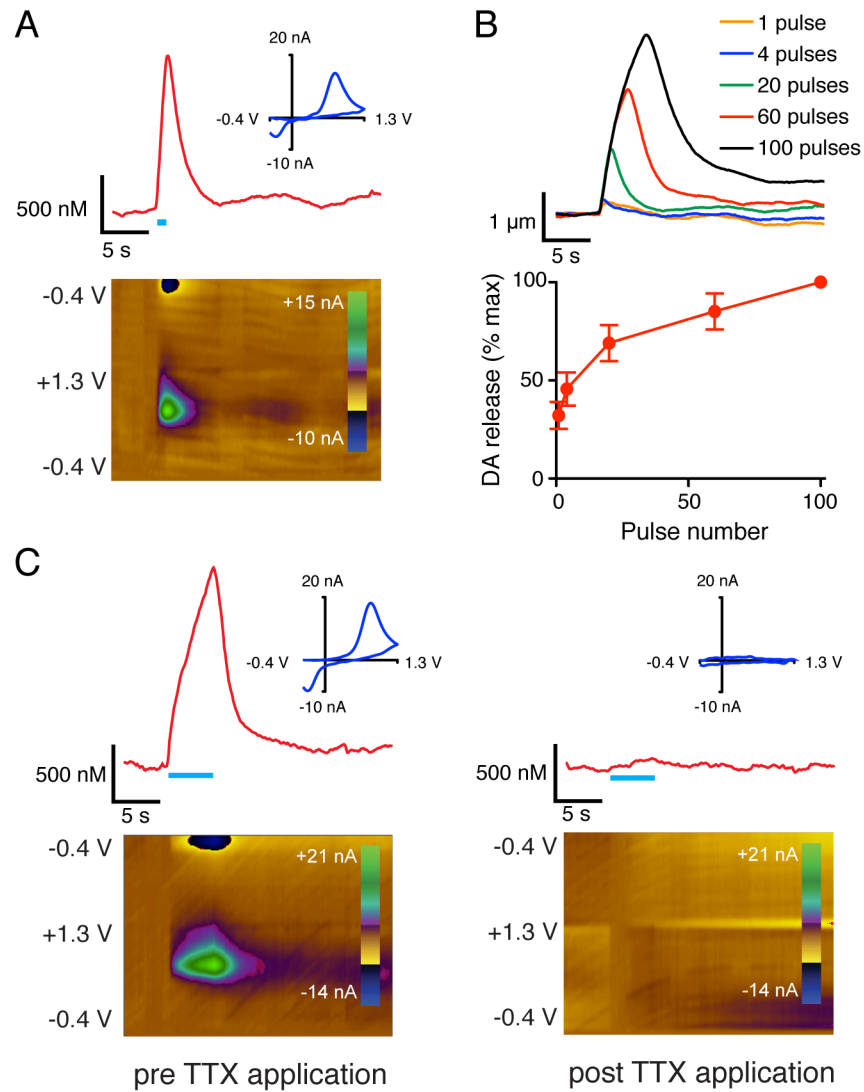 A
20 nA
-0.4 V
1.3 V
-10 nA
500 nM
5 s
-0.4 V
+15 nA
+1.3 V
-10 nA
-0.4 V
B
1 pulse
4 pulses
20 pulses
60 pulses
100 pulses
1 µm
5 s
DA release (% max)
100
50
0
0
50
100
Pulse number
C
20 nA
-0.4 V
1.3 V
-10 nA
500 nM
5 s
-0.4 V
+21 nA
+1.3 V
-14 nA
-0.4 V
pre TTX application
20 nA
-0.4 V
1.3 V
-10 nA
500 nM
5 s
-0.4 V
+21 nA
+1.3 V
-14 nA
-0.4 V
post TTX application